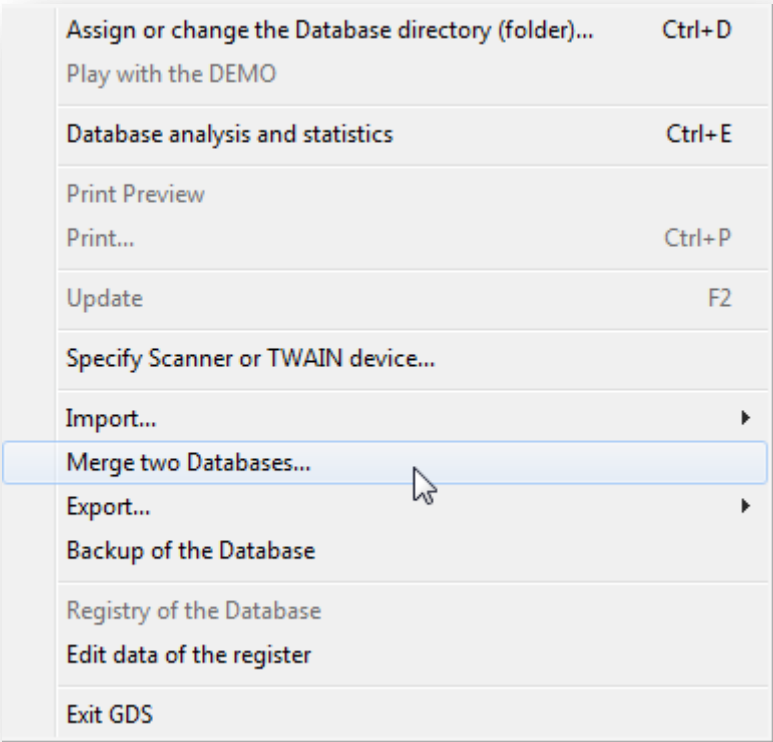 Assign or change the Database directory (folder)... Ctrl+D
Play with the DEMO
Database analysis and statistics Ctrl+E
Print Preview
Print... Ctrl+P
Update F2
Specify Scanner or TWAIN device...
Import...
Merge two Databases...
Export...
Backup of the Database
Registry of the Database
Edit data of the register
Exit GDS